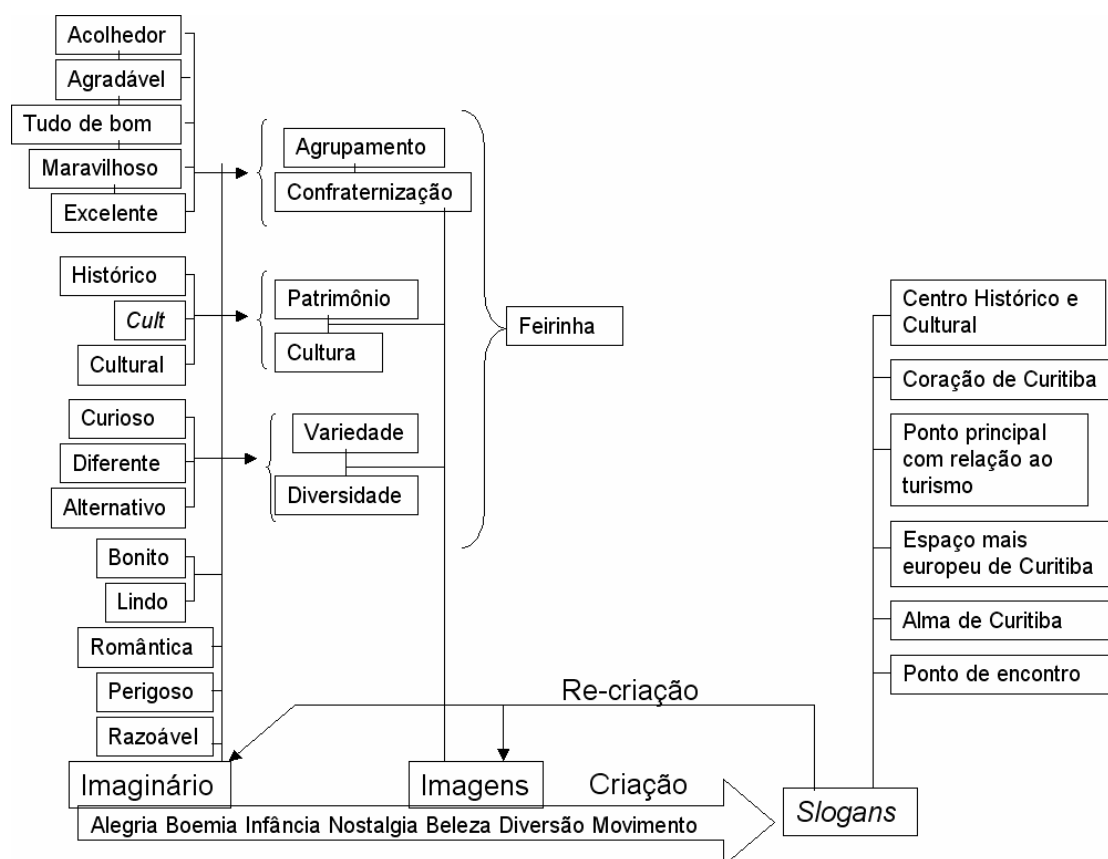 Acolhedor
Agradável
Tudo de bom
Maravilhoso
Excelente
Histórico
Cult
Cultural
Curioso
Diferente
Alternativo
Bonito
Lindo
Romântica
Perigoso
Razoável
Imaginário
Agrupamento
Confraternização
Patrimônio
Cultura
Variedade
Diversidade
Imagens
Feirinha
Centro Histórico e
Cultural
Coração de Curitiba
Ponto principal
com relação ao
turismo
Espaço mais
europeu de Curitiba
Alma de Curitiba
Ponto de encontro
Re-criação
Criação
Slogans
Alegria Boemia Infância Nostalgia Beleza Diversão Movimento